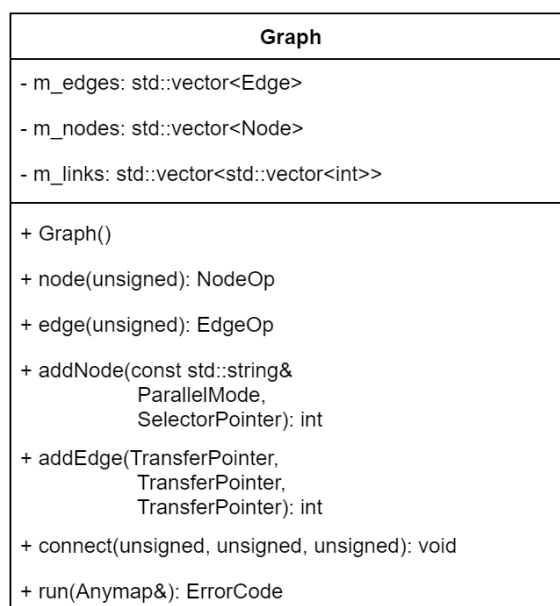 Graph
- m_edges: std::vector<Edge>
- m_nodes: std::vector<Node>
- m_links: std::vector<std::vector<int>>
+ Graph()
+ node(unsigned): NodeOp
+ edge(unsigned): EdgeOp
+ addNode(const std::string&
ParallelMode,
SelectorPointer): int
+ addEdge(TransferPointer,
TransferPointer,
TransferPointer): int
+ connect(unsigned, unsigned, unsigned): void
+ run(Anymap&): ErrorCode